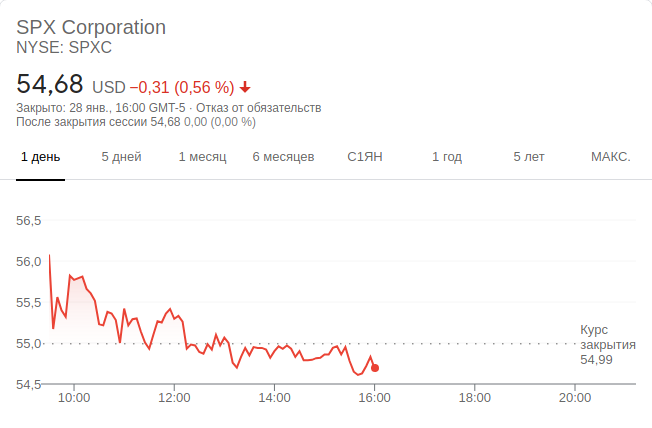 SPX Corporation
NYSE: SPXC
54,68 USD −0,31 (0,56 %)
Закрыто: 28 янв., 16:00 GMT-5 · Отказ от обязательств
После закрытия сессии 54,68 0,00 (0,00 %)
1 день 5 дней 1 месяц 6 месяцев С1ЯН 1 год 5 лет МАКС.
56,5
56,0
55,5
55,0
54,5
Курс
закрытия
54,99
10:00 12:00 14:00 16:00 18:00 20:00